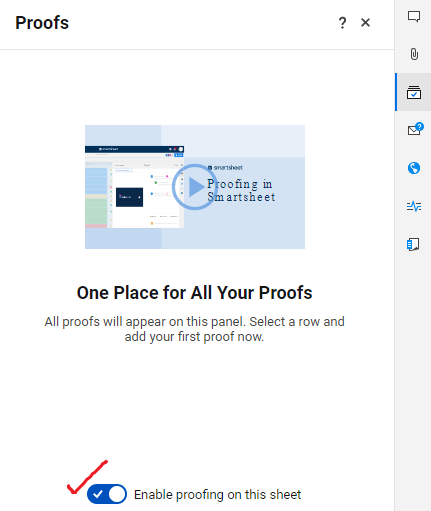 Proofs
?
smartsheet
Proofing in
Smartsheet
One Place for All Your Proofs
All proofs will appear on this panel. Select a row and
add your first proof now.
Enable proofing on this sheet